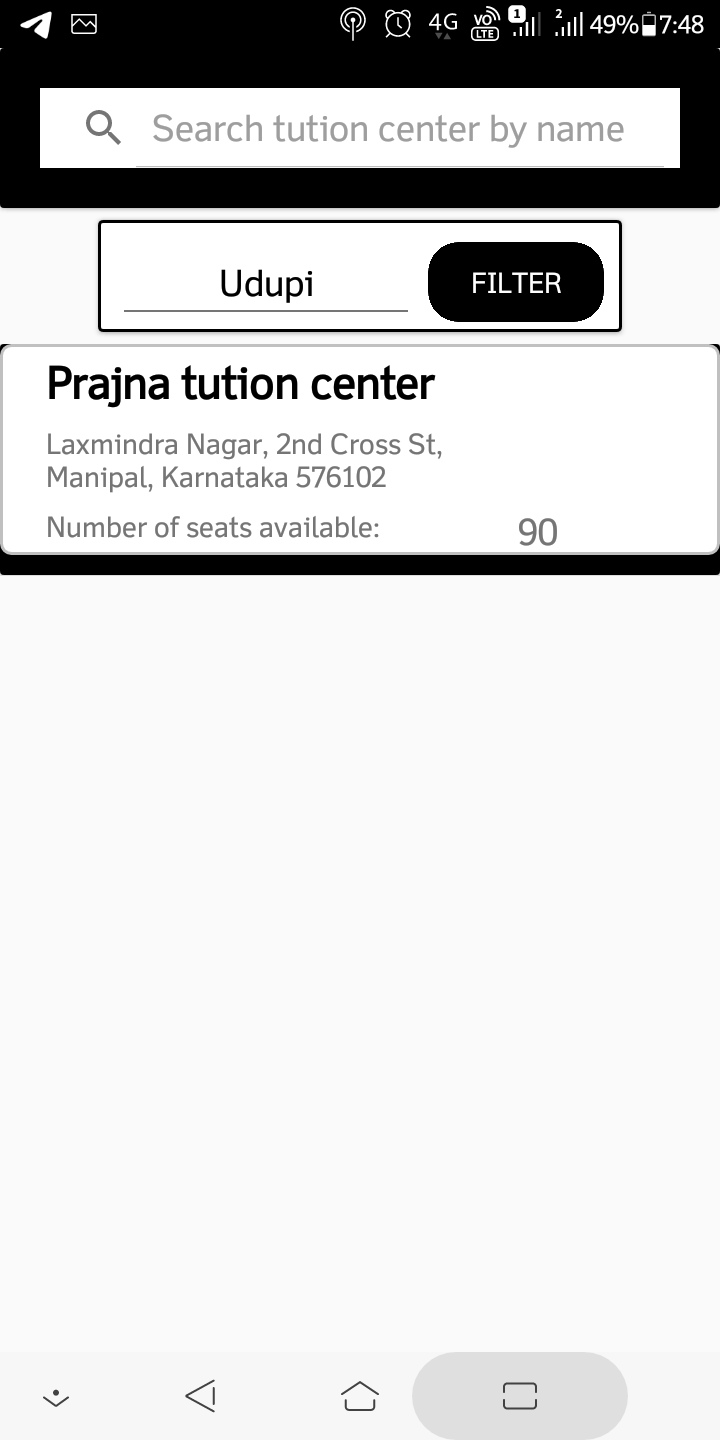 4G VO LTE 1 2 49% 7:48
Search tution center by name
Udupi
FILTER
Prajna tution center
Laxmindra Nagar, 2nd Cross St,
Manipal, Karnataka 576102
Number of seats available: 90